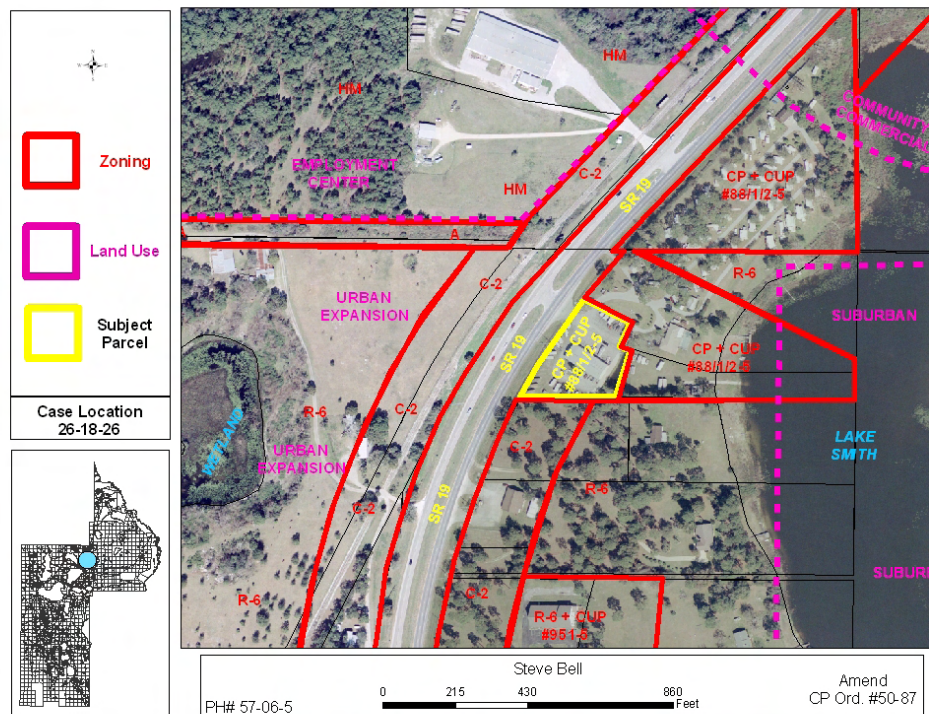 N
W E
S
Zoning
Land Use
Subject
Parcel
Case Location
26-18-26
HM
HM
HM
EMPLOYMENT
CENTER
C-2
SR 19
COMMUNITY
COMMERCIAL
CP + CUP
#88/1/2-5
A
C-2
R-6
URBAN
EXPANSION
SUBURBAN
SR 19
CP + CUP
#88/1/2-5
CP + CUP
#88/1/2-5
WETLAND
R-6
C-2
URBAN
EXPANSION
C-2
LAKE
SMITH
C-2
SR 19
R-6
R-6
C-2
SUBURB
R-6 + CUP
#951-5
Steve Bell
PH# 57-06-5
0 215 430 860
Feet
Amend
CP Ord. #50-87